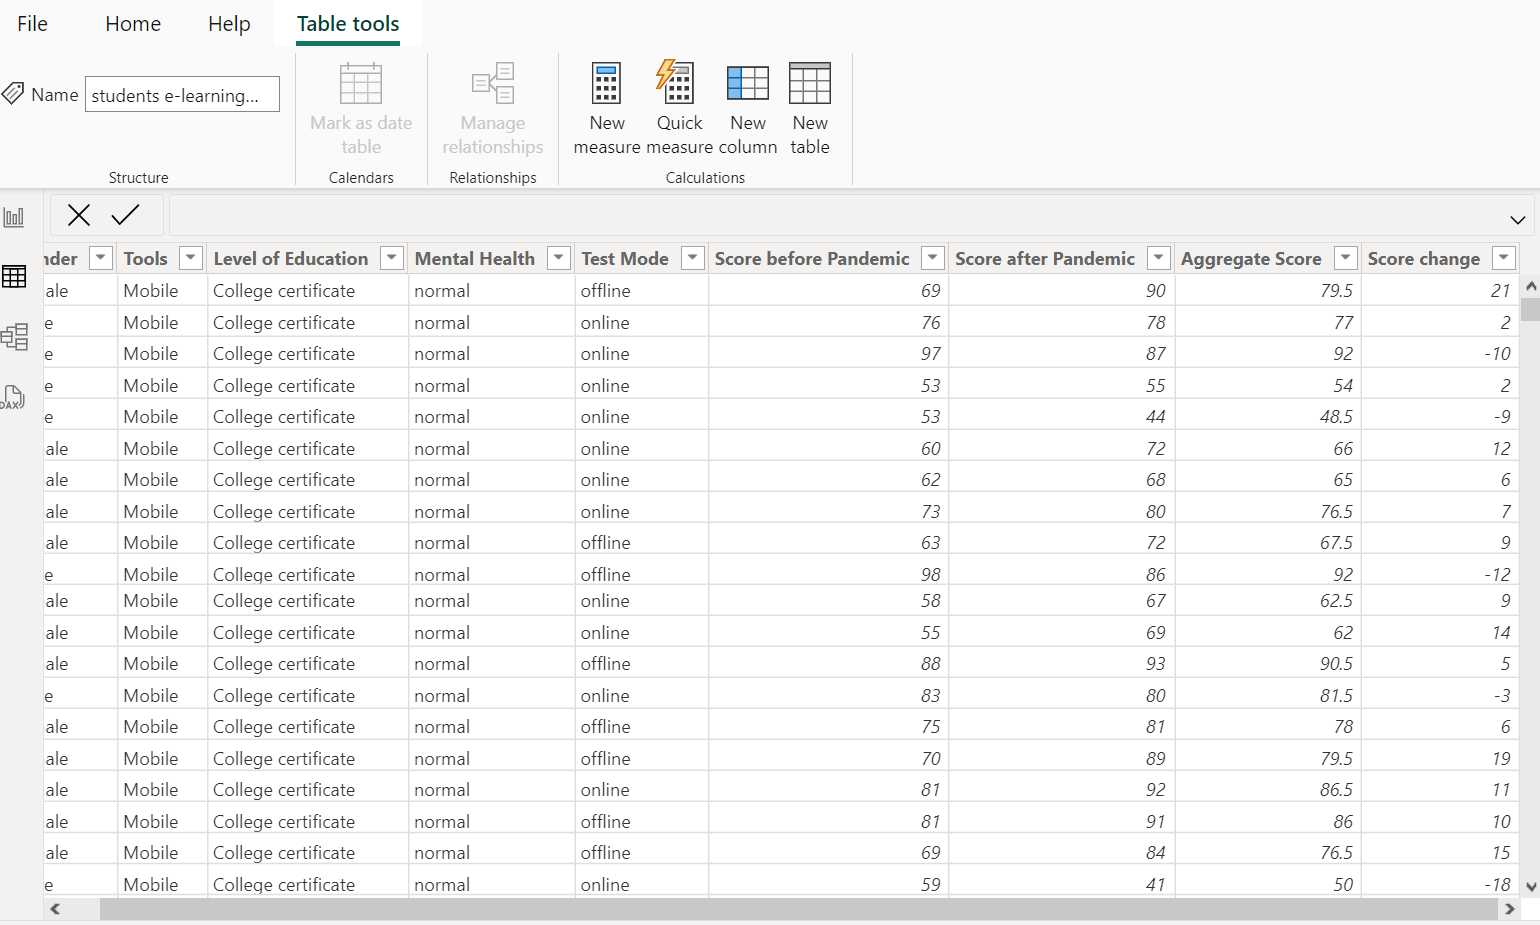 File Home Help Table tools
Name students e-learning...
Mark as date table
Manage relationships
New measure
Quick measure
New column
New table
Structure Calendars Relationships Calculations
DAX
nder Tools Level of Education Mental Health Test Mode Score before Pandemic Score after Pandemic Aggregate Score Score change
ale Mobile College certificate normal offline 69 90 79.5 21
e Mobile College certificate normal online 76 78 77 2
e Mobile College certificate normal online 97 87 92 -10
e Mobile College certificate normal online 53 55 54 2
e Mobile College certificate normal online 53 44 48.5 -9
ale Mobile College certificate normal online 60 72 66 12
ale Mobile College certificate normal online 62 68 65 6
ale Mobile College certificate normal online 73 80 76.5 7
ale Mobile College certificate normal offline 63 72 67.5 9
e Mobile College certificate normal offline 98 86 92 -12
ale Mobile College certificate normal online 58 67 62.5 9
ale Mobile College certificate normal online 55 69 62 14
ale Mobile College certificate normal offline 88 93 90.5 5
e Mobile College certificate normal online 83 80 81.5 -3
ale Mobile College certificate normal offline 75 81 78 6
ale Mobile College certificate normal offline 70 89 79.5 19
ale Mobile College certificate normal online 81 92 86.5 11
ale Mobile College certificate normal offline 81 91 86 10
ale Mobile College certificate normal offline 69 84 76.5 15
e Mobile College certificate normal online 59 41 50 -18